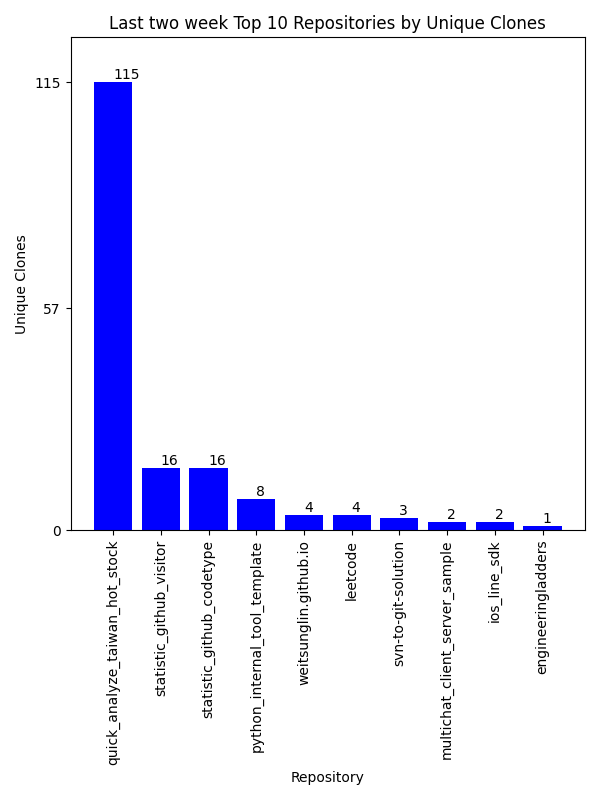 Last two week Top 10 Repositories by Unique Clones
115
57
0
Unique Clones
115
16
16
8
4
4
3
2
2
1
quick_analyze_taiwan_hot_stock
statistic_github_visitor
statistic_github_codetype
python_internal_tool_template
weitsunglin.github.io
leetcode
svn-to-git-solution
multichat_client_server_sample
ios_line_sdk
engineeringladders
Repository